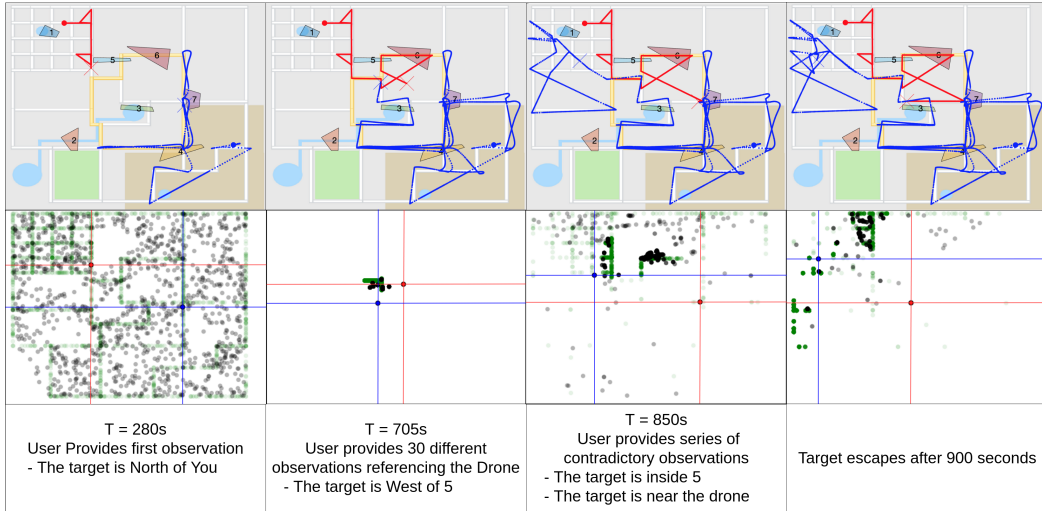 1
6
5
7
3
2
1
6
5
7
3
2
1
6
5
7
3
2
1
6
5
7
3
2
T = 280s
User Provides first observation
- The target is North of You
T = 705s
User provides 30 different
observations referencing the Drone
- The target is West of 5
T = 850s
User provides series of
contradictory observations
- The target is inside 5
- The target is near the drone
Target escapes after 900 seconds